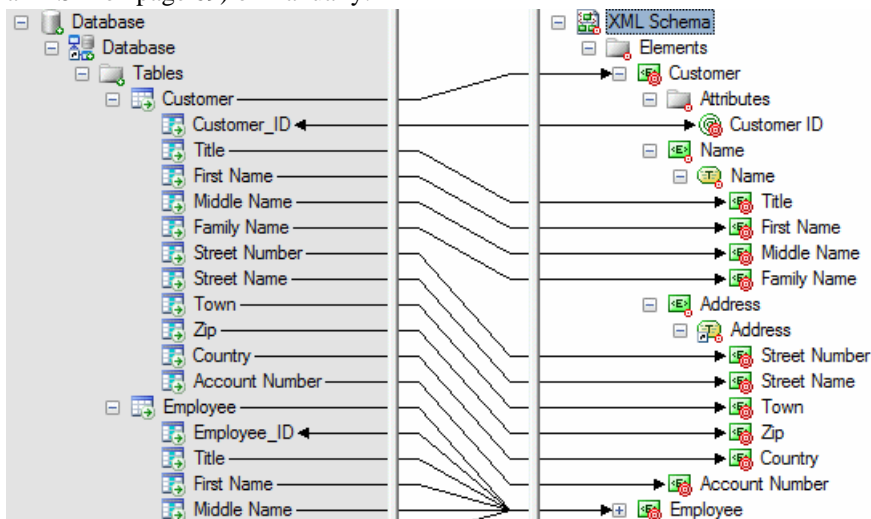 Database
Database
Tables
Customer
Customer_ID
Title
First Name
Middle Name
Family Name
Street Number
Street Name
Town
Zip
Country
Account Number
Employee
Employee_ID
Title
First Name
Middle Name
XML Schema
Elements
Customer
Attributes
Customer ID
Name
Name
Title
First Name
Middle Name
Family Name
Address
Address
Street Number
Street Name
Town
Zip
Country
Account Number
Employee